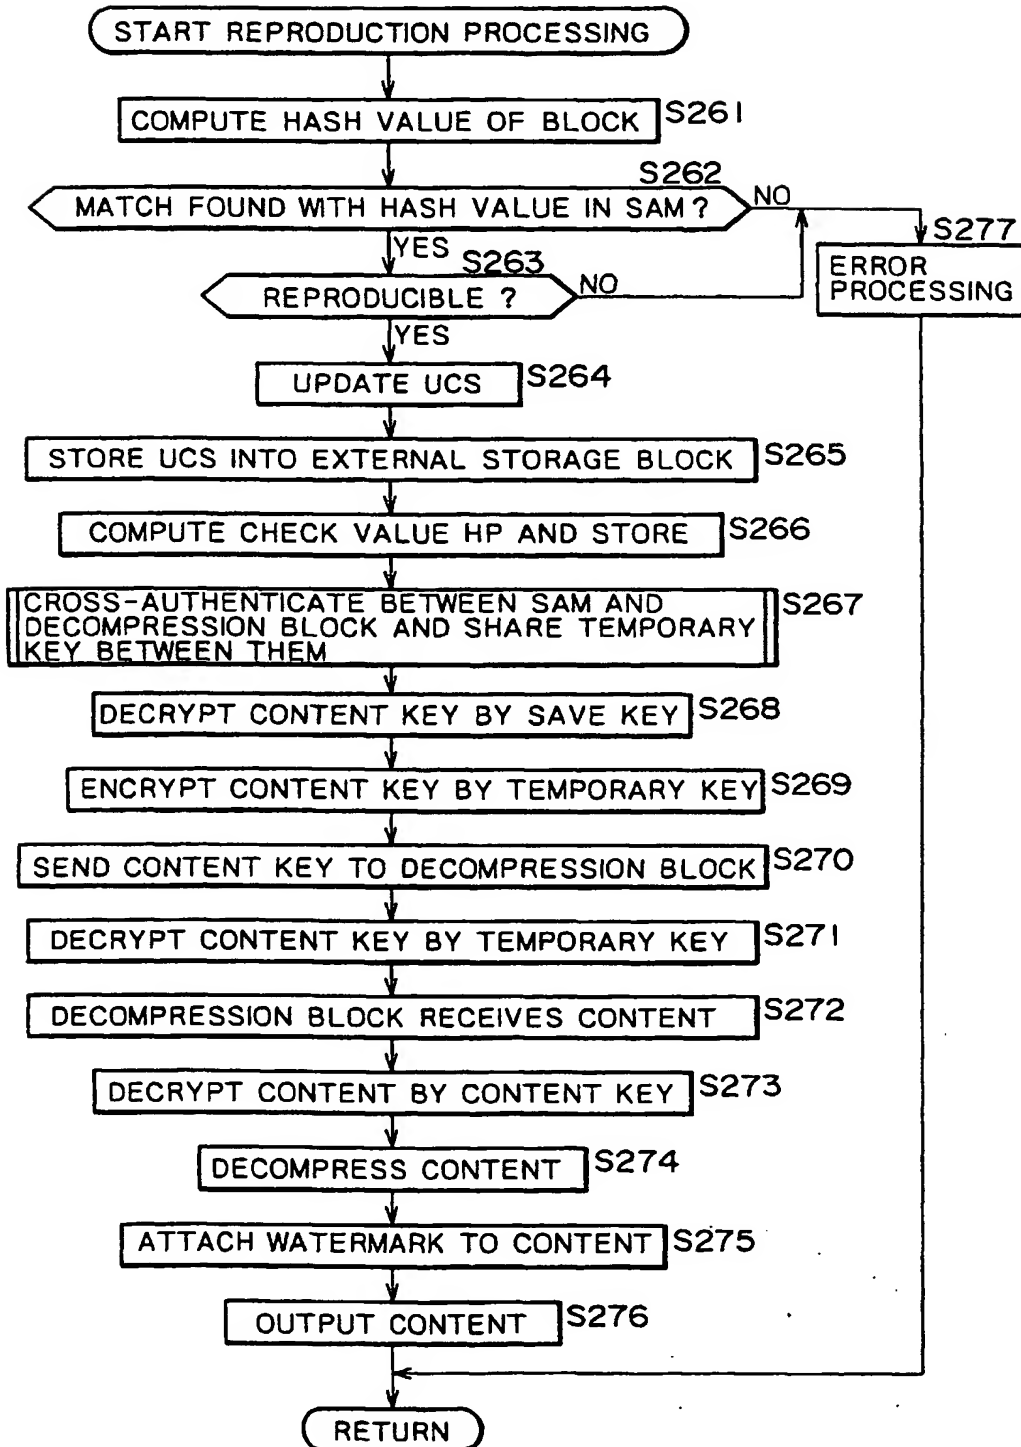 START REPRODUCTION PROCESSING
COMPUTE HASH VALUE OF BLOCK
S261
S262
MATCH FOUND WITH HASH VALUE IN SAM ?
NO
S277
ERROR
PROCESSING
YES
S263
REPRODUCIBLE ?
NO
YES
UPDATE UCS
S264
STORE UCS INTO EXTERNAL STORAGE BLOCK
S265
COMPUTE CHECK VALUE HP AND STORE
S266
CROSS-AUTHENTICATE BETWEEN SAM AND
DECOMPRESSION BLOCK AND SHARE TEMPORARY
KEY BETWEEN THEM
S267
DECRYPT CONTENT KEY BY SAVE KEY
S268
ENCRYPT CONTENT KEY BY TEMPORARY KEY
S269
SEND CONTENT KEY TO DECOMPRESSION BLOCK
S270
DECRYPT CONTENT KEY BY TEMPORARY KEY
S271
DECOMPRESSION BLOCK RECEIVES CONTENT
S272
DECRYPT CONTENT BY CONTENT KEY
S273
DECOMPRESS CONTENT
S274
ATTACH WATERMARK TO CONTENT
S275
OUTPUT CONTENT
S276
RETURN